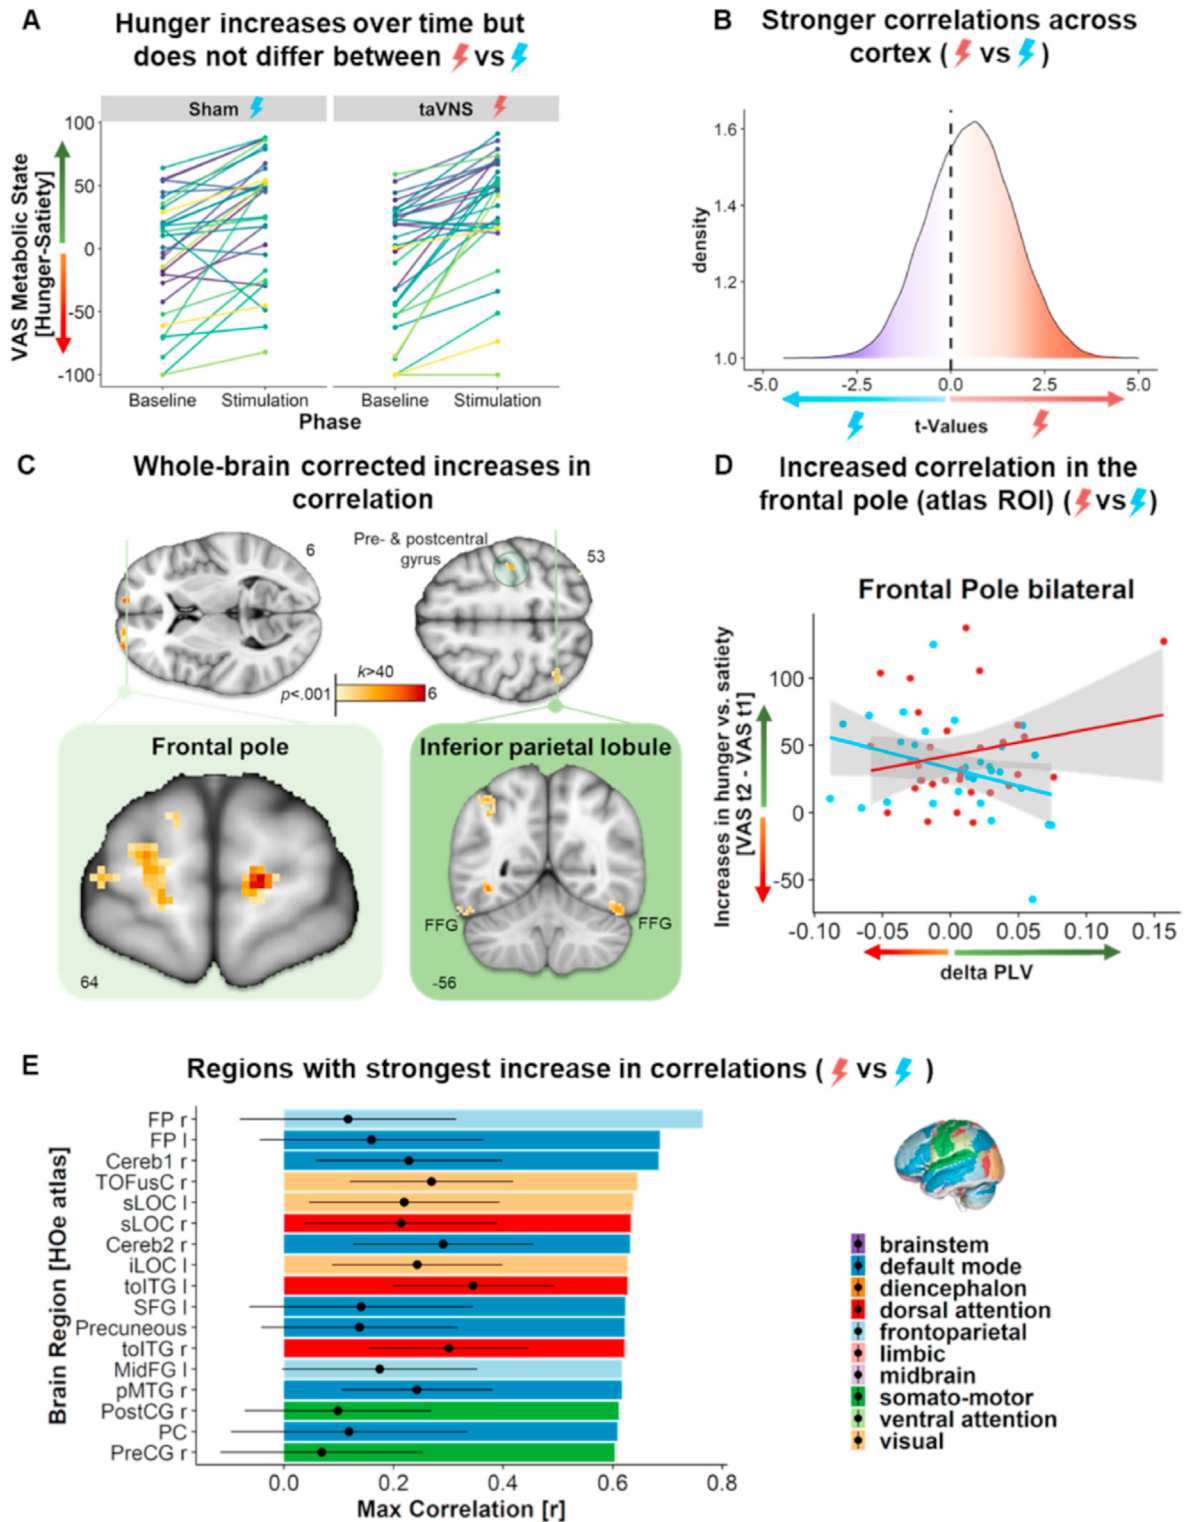 A
Hunger increases over time but
does not differ between vs
Sham
taVNS
100
50
0
-50
-100
VAS Metabolic State
[Hunger-Satiety]
Baseline
Stimulation
Baseline
Stimulation
Phase
B
Stronger correlations across
cortex ( vs )
density
1.6
1.4
1.2
1.0
-5.0
-2.5
0.0
2.5
5.0
t-Values
C
Whole-brain corrected increases in
correlation
6
Pre- & postcentral
gyrus
53
k>40
p<.001
6
Frontal pole
64
Inferior parietal lobule
FFG
FFG
-56
D
Increased correlation in the
frontal pole (atlas ROI) ( vs )
Frontal Pole bilateral
Increases in hunger vs. satiety
[VAS t2 - VAS t1]
100
50
0
-50
-0.10
-0.05
0.00
0.05
0.10
0.15
delta PLV
E
Regions with strongest increase in correlations ( vs )
Brain Region [HOe atlas]
FP r
FP l
Cereb1 r
TOFusC r
sLOC l
sLOC r
Cereb2 r
iLOC l
toITG l
SFG l
Precuneous
toITG r
MidFG l
pMTG r
PostCG r
PC
PreCG r
0.0
0.2
0.4
0.6
0.8
Max Correlation [r]
brainstem
default mode
diencephalon
dorsal attention
frontoparietal
limbic
midbrain
somato-motor
ventral attention
visual